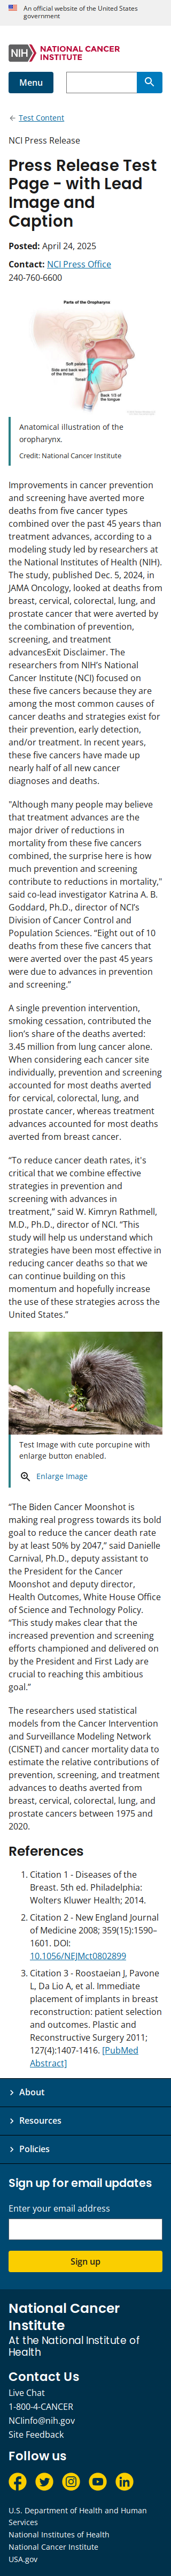 An official website of the United States
government
NIH NATIONAL CANCER
INSTITUTE
Menu
Test Content
NCI Press Release
Press Release Test
Page - with Lead
Image and
Caption
Posted: April 24, 2025
Contact: NCI Press Office
240-760-6600
Parts of the Oropharynx
Soft palate
Side and back
walls of the
Throat
Tonsil
Back 1/3 of
the tongue
Anatomical illustration of the
oropharynx.
Credit: National Cancer Institute
Improvements in cancer prevention
and screening have averted more
deaths from five cancer types
combined over the past 45 years than
treatment advances, according to a
modeling study led by researchers at
the National Institutes of Health (NIH).
The study, published Dec. 5, 2024, in
JAMA Oncology, looked at deaths from
breast, cervical, colorectal, lung, and
prostate cancer that were averted by
the combination of prevention,
screening, and treatment
advancesExit Disclaimer. The
researchers from NIH’s National
Cancer Institute (NCI) focused on
these five cancers because they are
among the most common causes of
cancer deaths and strategies exist for
their prevention, early detection,
and/or treatment. In recent years,
these five cancers have made up
nearly half of all new cancer
diagnoses and deaths.
"Although many people may believe
that treatment advances are the
major driver of reductions in
mortality from these five cancers
combined, the surprise here is how
much prevention and screening
contribute to reductions in mortality,"
said co-lead investigator Katrina A. B.
Goddard, Ph.D., director of NCI’s
Division of Cancer Control and
Population Sciences. “Eight out of 10
deaths from these five cancers that
were averted over the past 45 years
were due to advances in prevention
and screening.”
A single prevention intervention,
smoking cessation, contributed the
lion’s share of the deaths averted:
3.45 million from lung cancer alone.
When considering each cancer site
individually, prevention and screening
accounted for most deaths averted
for cervical, colorectal, lung, and
prostate cancer, whereas treatment
advances accounted for most deaths
averted from breast cancer.
“To reduce cancer death rates, it's
critical that we combine effective
strategies in prevention and
screening with advances in
treatment,” said W. Kimryn Rathmell,
M.D., Ph.D., director of NCI. “This
study will help us understand which
strategies have been most effective in
reducing cancer deaths so that we
can continue building on this
momentum and hopefully increase
the use of these strategies across the
United States.”
Test Image with cute porcupine with
enlarge button enabled.
Enlarge Image
“The Biden Cancer Moonshot is
making real progress towards its bold
goal to reduce the cancer death rate
by at least 50% by 2047,” said Danielle
Carnival, Ph.D., deputy assistant to
the President for the Cancer
Moonshot and deputy director,
Health Outcomes, White House Office
of Science and Technology Policy.
“This study makes clear that the
increased prevention and screening
efforts championed and delivered on
by the President and First Lady are
crucial to reaching this ambitious
goal.”
The researchers used statistical
models from the Cancer Intervention
and Surveillance Modeling Network
(CISNET) and cancer mortality data to
estimate the relative contributions of
prevention, screening, and treatment
advances to deaths averted from
breast, cervical, colorectal, lung, and
prostate cancers between 1975 and
2020.
References
1. Citation 1 - Diseases of the
Breast. 5th ed. Philadelphia:
Wolters Kluwer Health; 2014.
2. Citation 2 - New England Journal
of Medicine 2008; 359(15):1590–
1601. DOI:
10.1056/NEJMct0802899
3. Citation 3 - Roostaeian J, Pavone
L, Da Lio A, et al. Immediate
placement of implants in breast
reconstruction: patient selection
and outcomes. Plastic and
Reconstructive Surgery 2011;
127(4):1407-1416. [PubMed
Abstract]
About
Resources
Policies
Sign up for email updates
Enter your email address
Sign up
National Cancer
Institute
At the National Institute of
Health
Contact Us
Live Chat
1-800-4-CANCER
NCIinfo@nih.gov
Site Feedback
Follow us
U.S. Department of Health and Human
Services
National Institutes of Health
National Cancer Institute
USA.gov